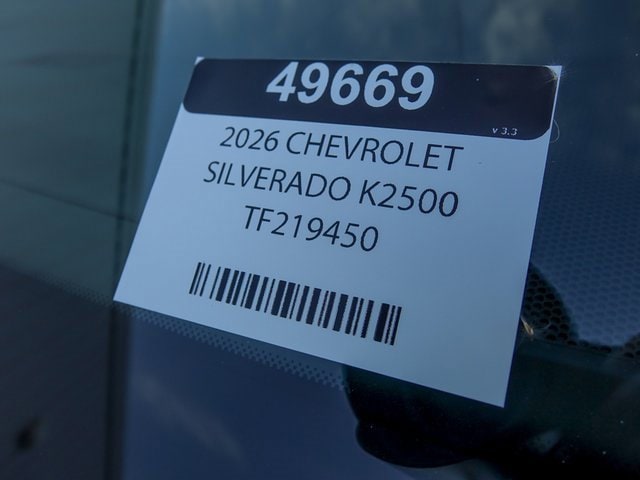 49669
v 3.3
2026 CHEVROLET
SILVERADO K2500
TF219450